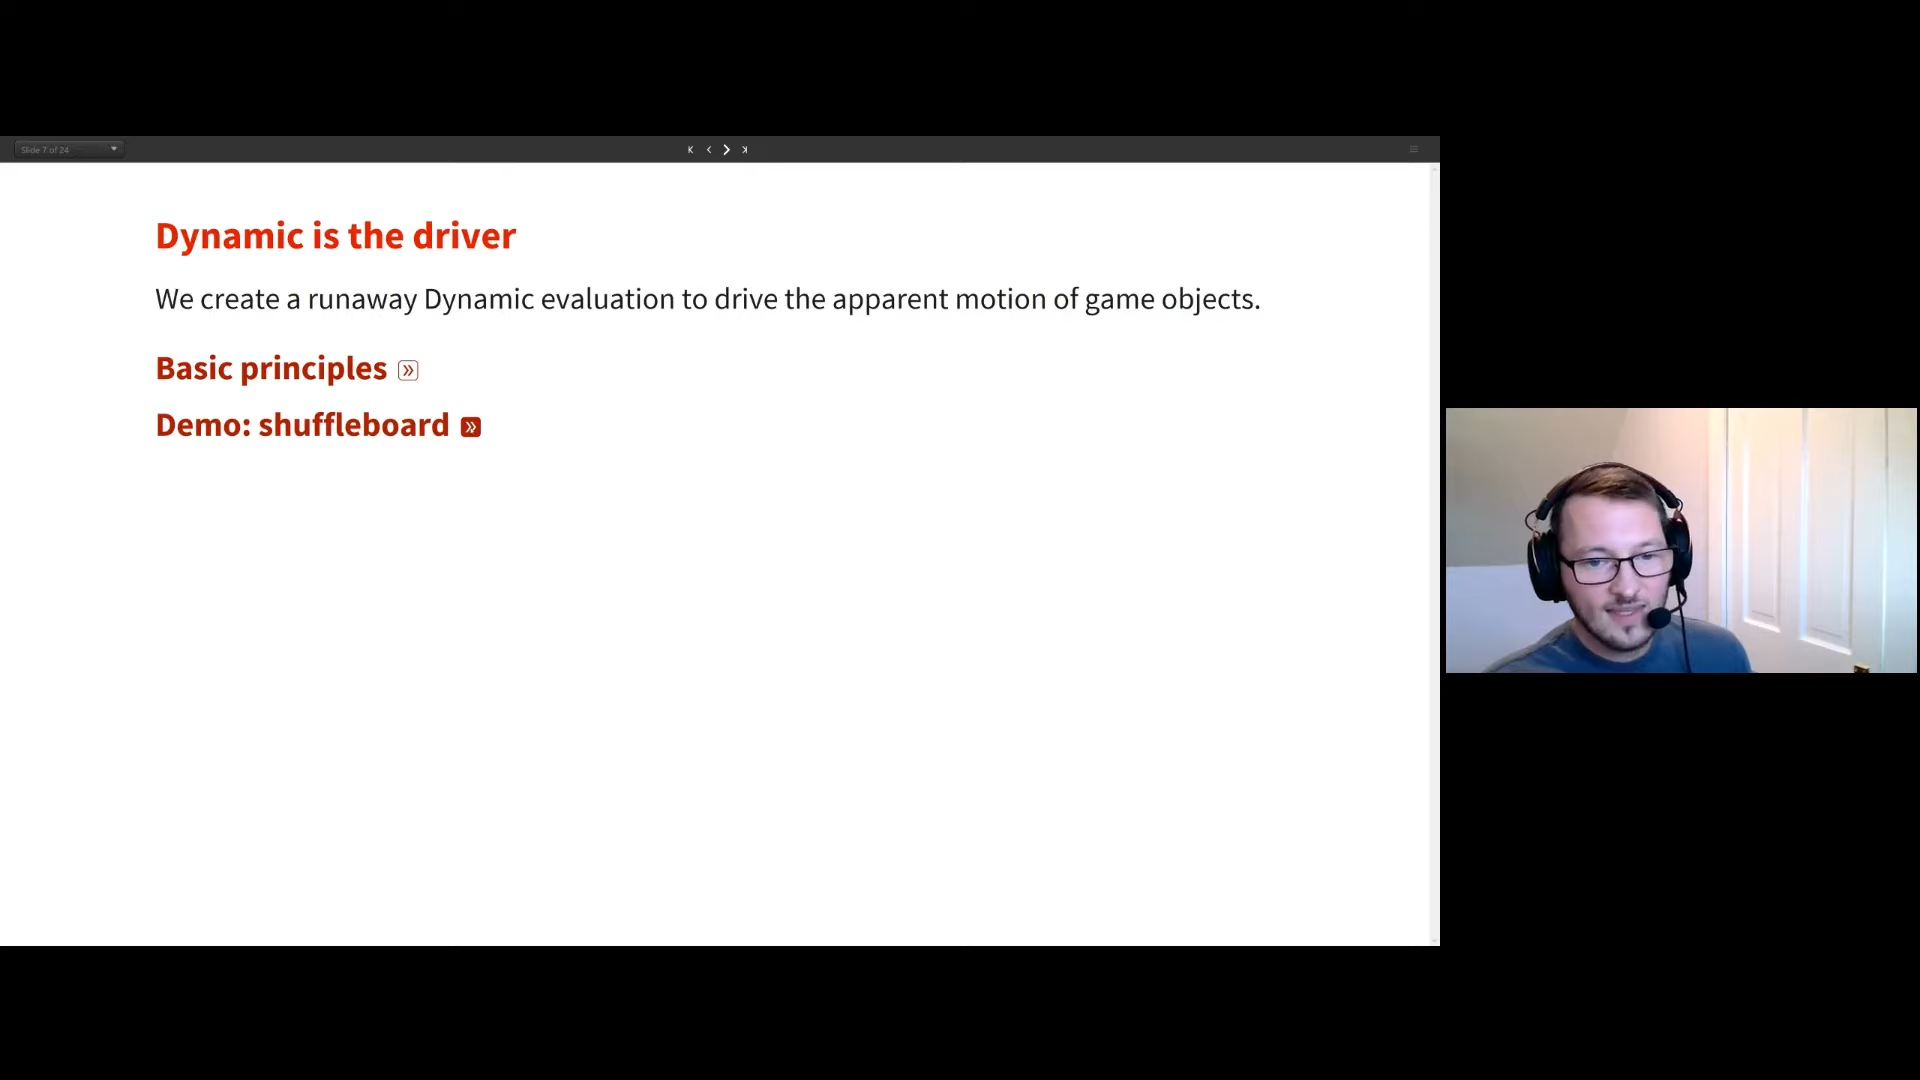 Slide 7 of 24
Dynamic is the driver
We create a runaway Dynamic evaluation to drive the apparent motion of game objects.
Basic principles »
Demo: shuffleboard »